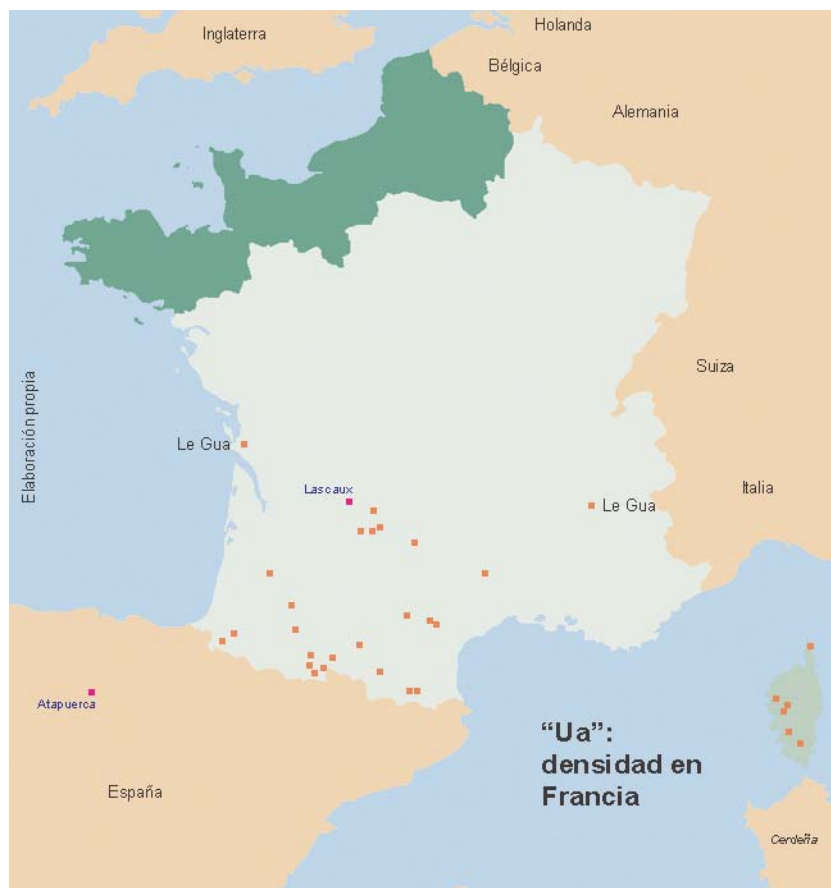 Holanda
Inglaterra
Bélgica
Alemania
Suiza
Elaboración propia
Le Gua
Lascaux
Italia
Le Gua
Atapuerca
"Ua":
densidad en
Francia
España
Cerdeña